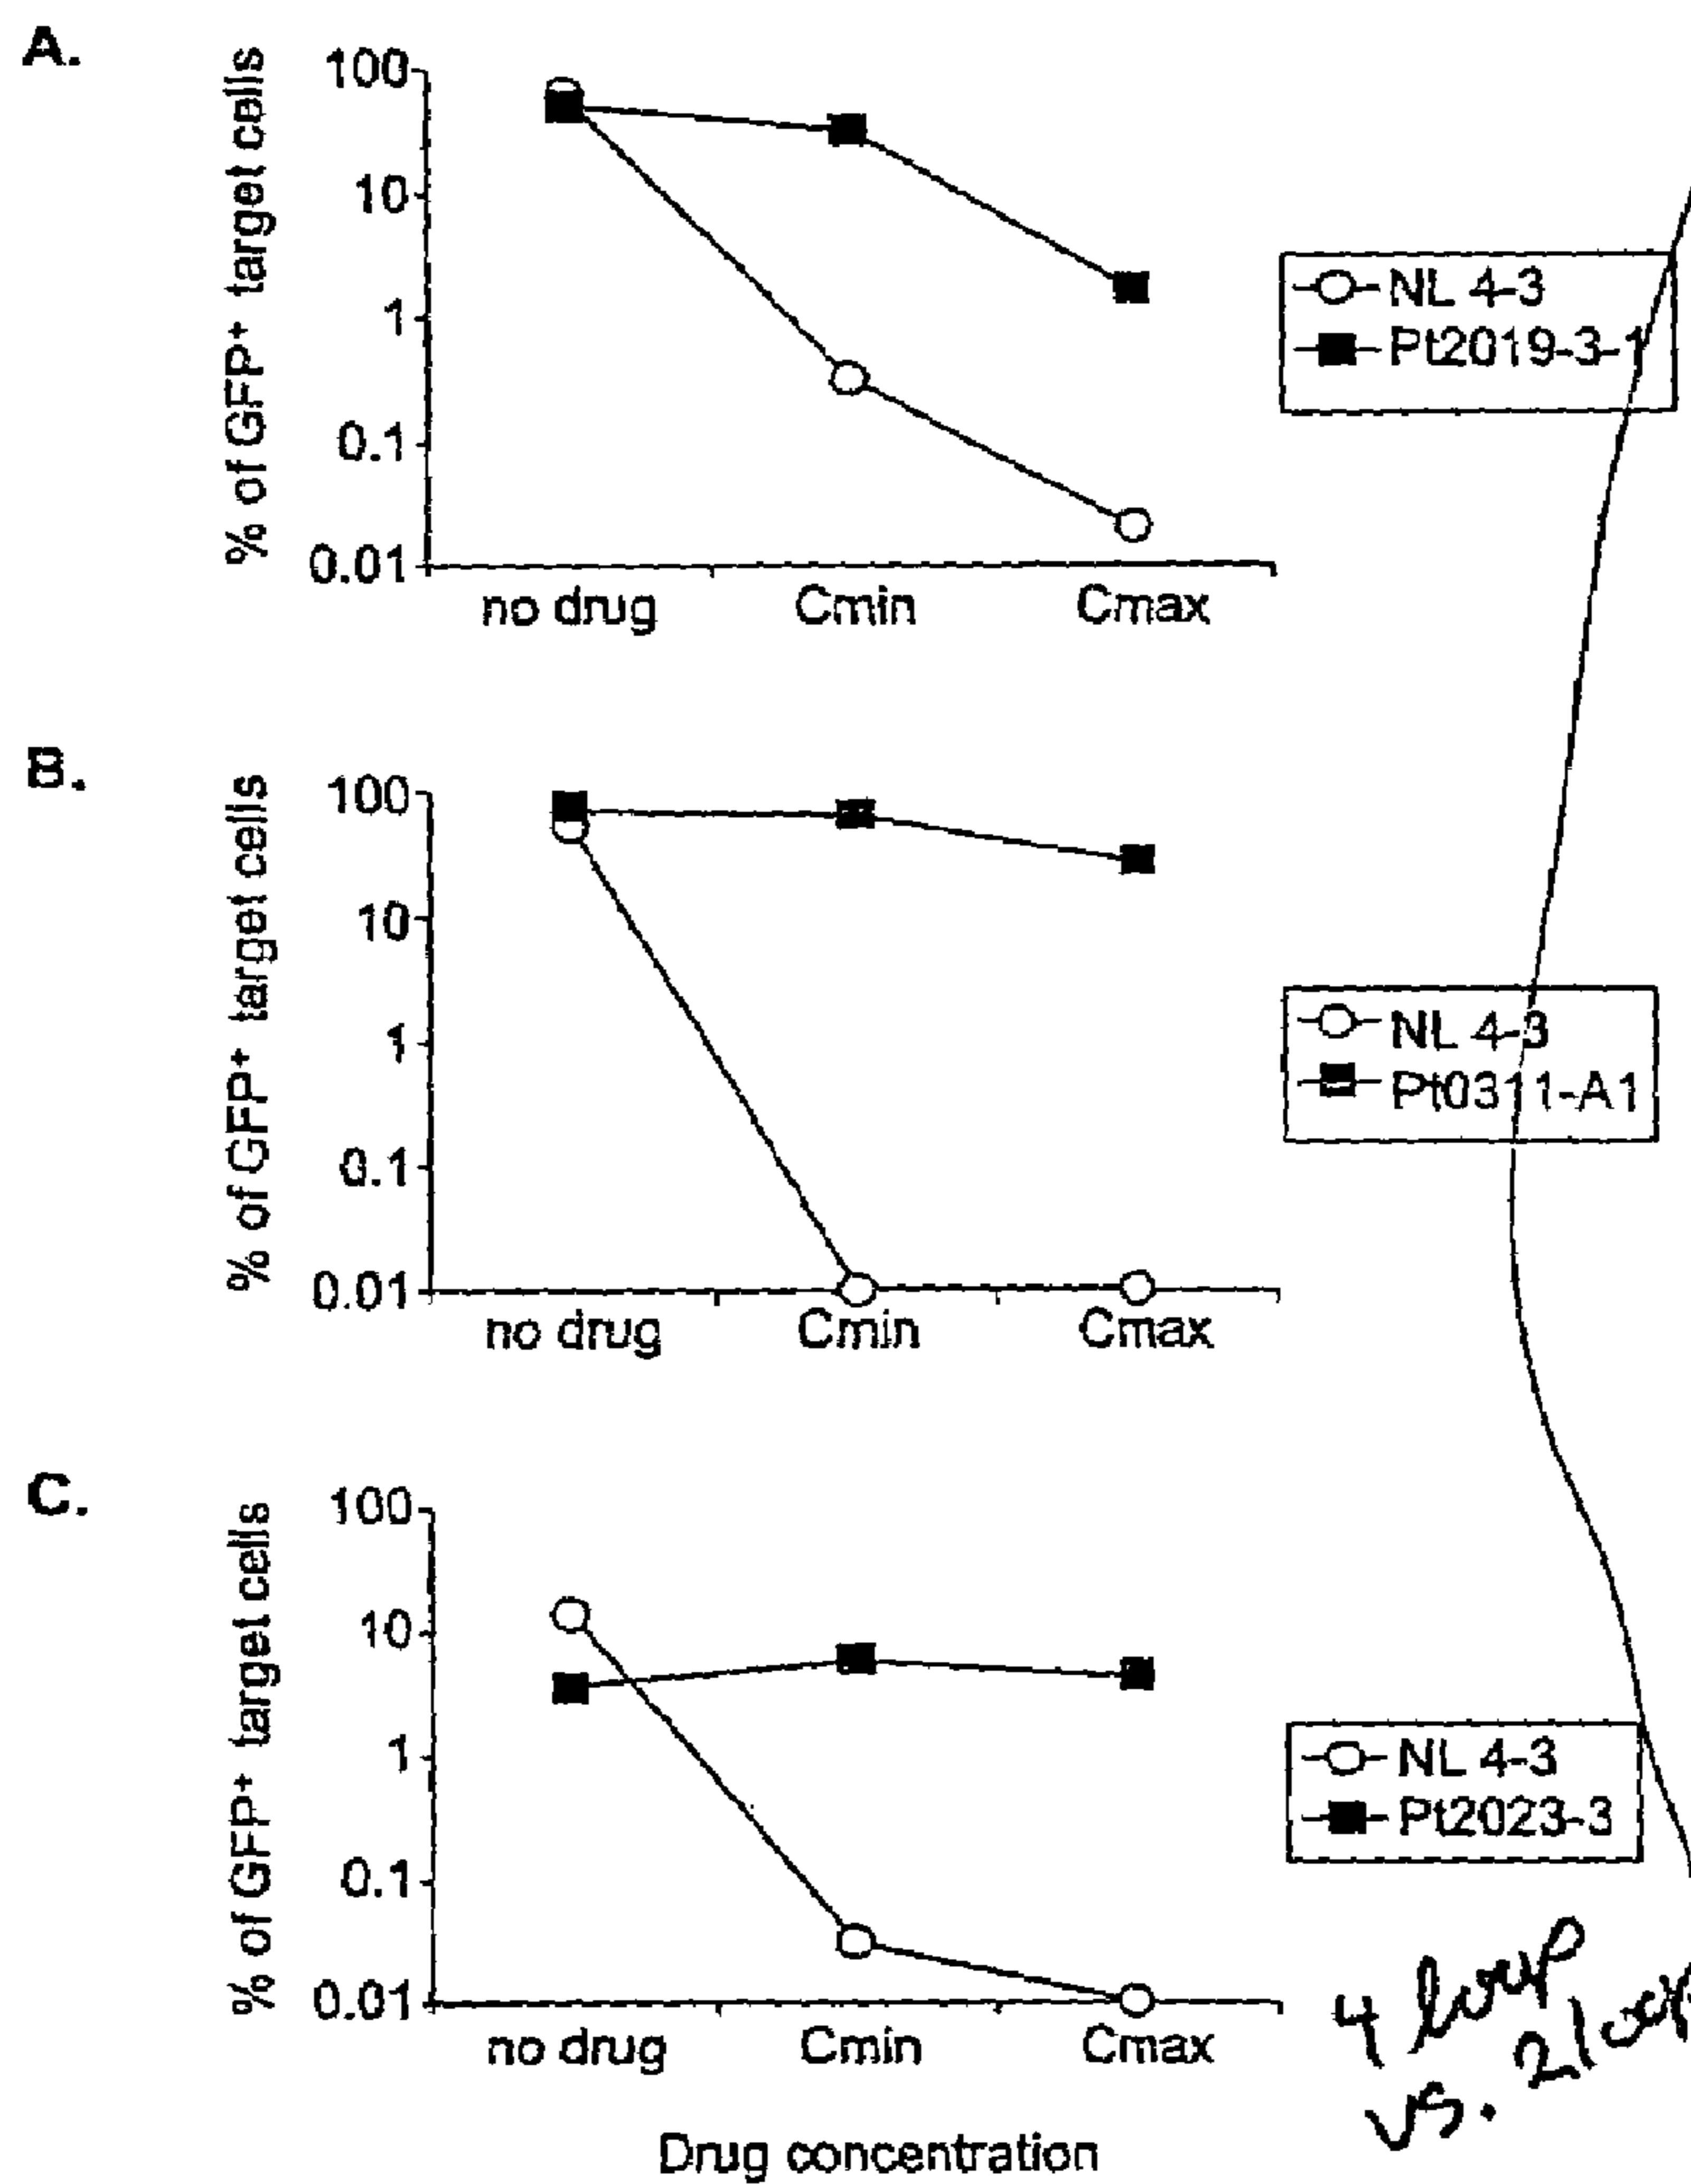 A.
% of GFP+ target cells
100
10
1
0.1
0.01
no drug Cmin Cmax
NL 4-3
Pt2019-3-1
B.
% of GFP+ target cells
100
10
1
0.1
0.01
no drug Cmin Cmax
NL 4-3
Pt0311-A1
C.
% of GFP+ target cells
100
10
1
0.1
0.01
no drug Cmin Cmax
NL 4-3
Pt2023-3
Drug concentration
4 loop
vs. 2 loop